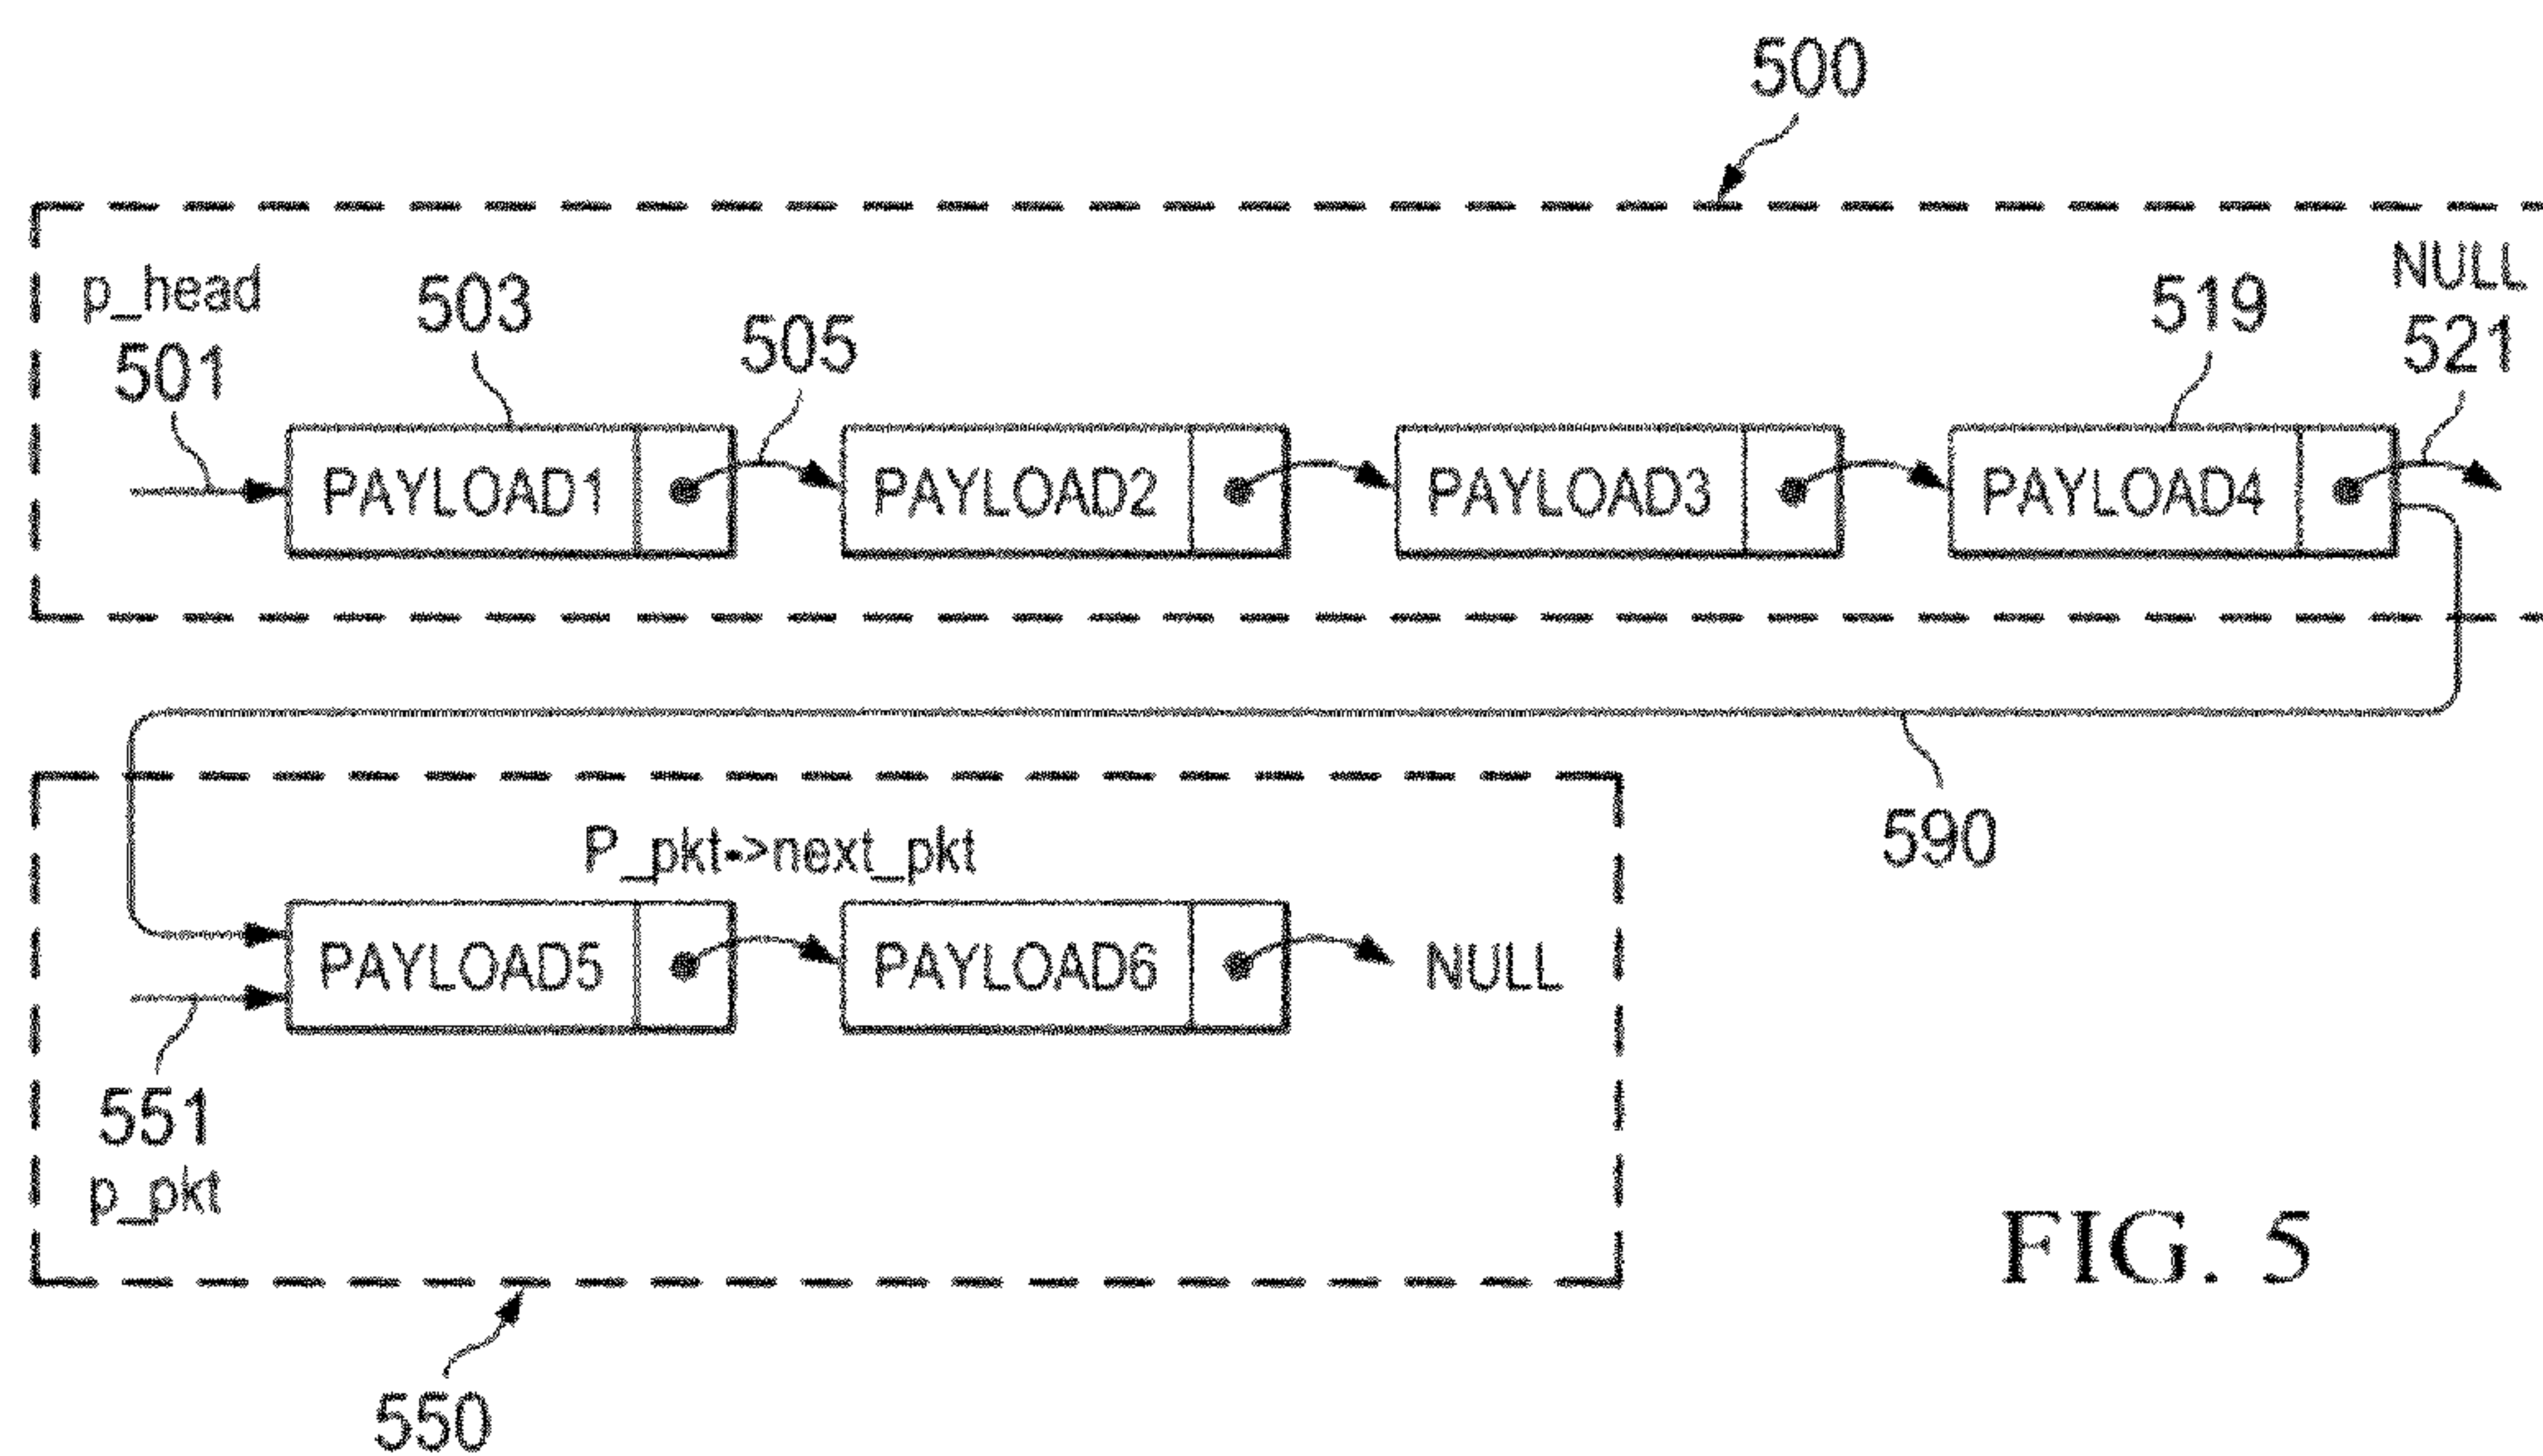 500
p_head
501
503
505
519
NULL
521
PAYLOAD1
PAYLOAD2
PAYLOAD3
PAYLOAD4
590
P_pkt->next_pkt
PAYLOAD5
PAYLOAD6
NULL
551
p_pkt
550
FIG. 5